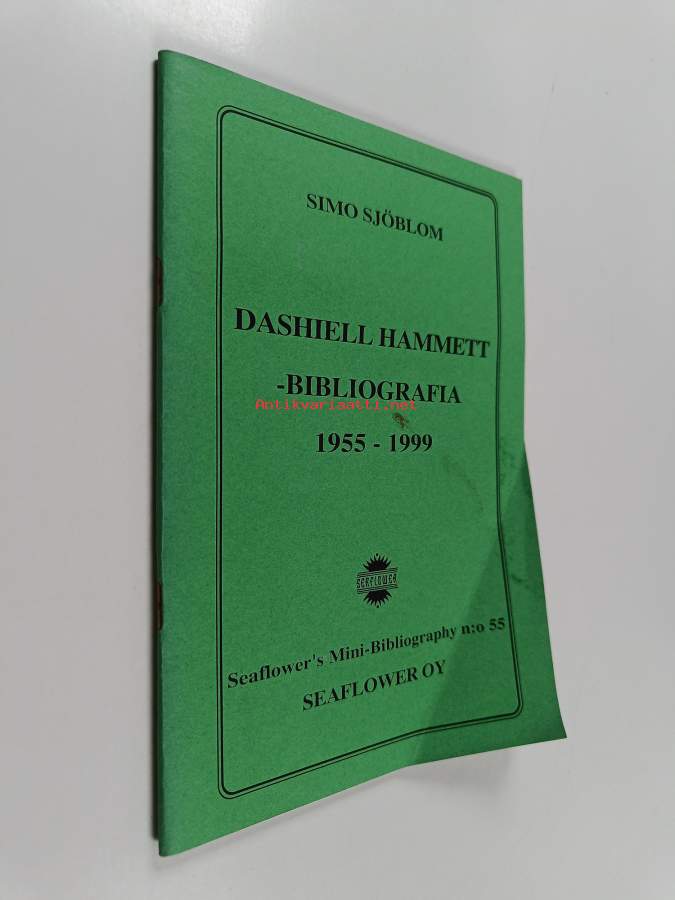 SIMO SJÖBLOM
DASHIELL HAMMETT
-BIBLIOGRAFIA
Antikvariaatti.net
1955 - 1999
SEAFLOWER
Seaflower's Mini-Bibliography n:o 55
SEAFLOWER OY